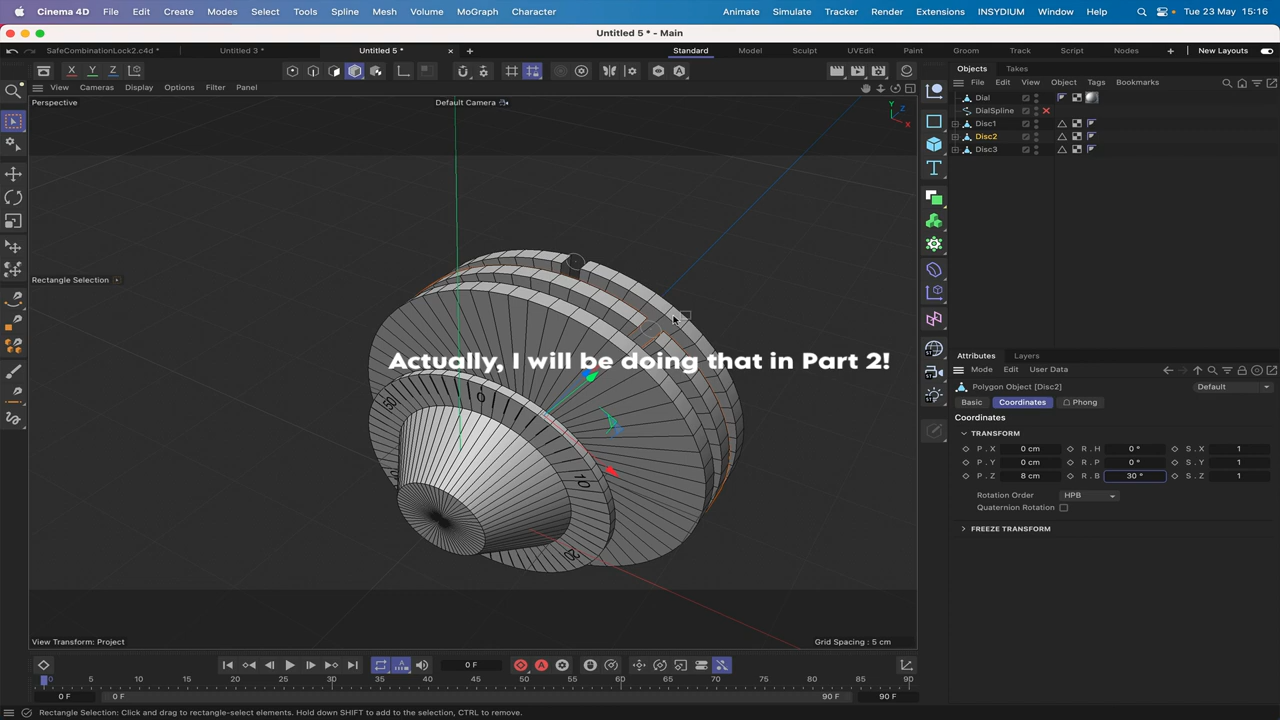 Cinema 4D File Edit Create Modes Select Tools Spline Mesh Volume MoGraph Character Animate Simulate Tracker Render Extensions INSYDIUM Window Help Tue 23 May 15:16
Untitled 5 * - Main
SafeCombinationLock2.c4d * Untitled 3 * Untitled 5 * Standard Model Sculpt UVEdit Paint Groom Track Script Nodes New Layouts
X Y Z
View Cameras Display Options Filter Panel
Perspective Default Camera
Y Z X
Rectangle Selection
Actually, I will be doing that in Part 2!
50 0 10 20
View Transform: Project Grid Spacing : 5 cm
Objects Takes
File Edit View Object Tags Bookmarks
Dial
DialSpline
Disc1
Disc2
Disc3
Attributes Layers
Mode Edit User Data
Polygon Object [Disc2] Default
Basic Coordinates Phong
Coordinates
TRANSFORM
P . X 0 cm R . H 0 ° S . X 1
P . Y 0 cm R . P 0 ° S . Y 1
P . Z 8 cm R . B 30 ° S . Z 1
Rotation Order HPB
Quaternion Rotation
FREEZE TRANSFORM
0 F
0 5 10 15 20 25 30 35 40 45 50 55 60 65 70 75 80 85 90
0 F 0 F 90 F 90 F
Rectangle Selection: Click and drag to rectangle-select elements. Hold down SHIFT to add to the selection, CTRL to remove.